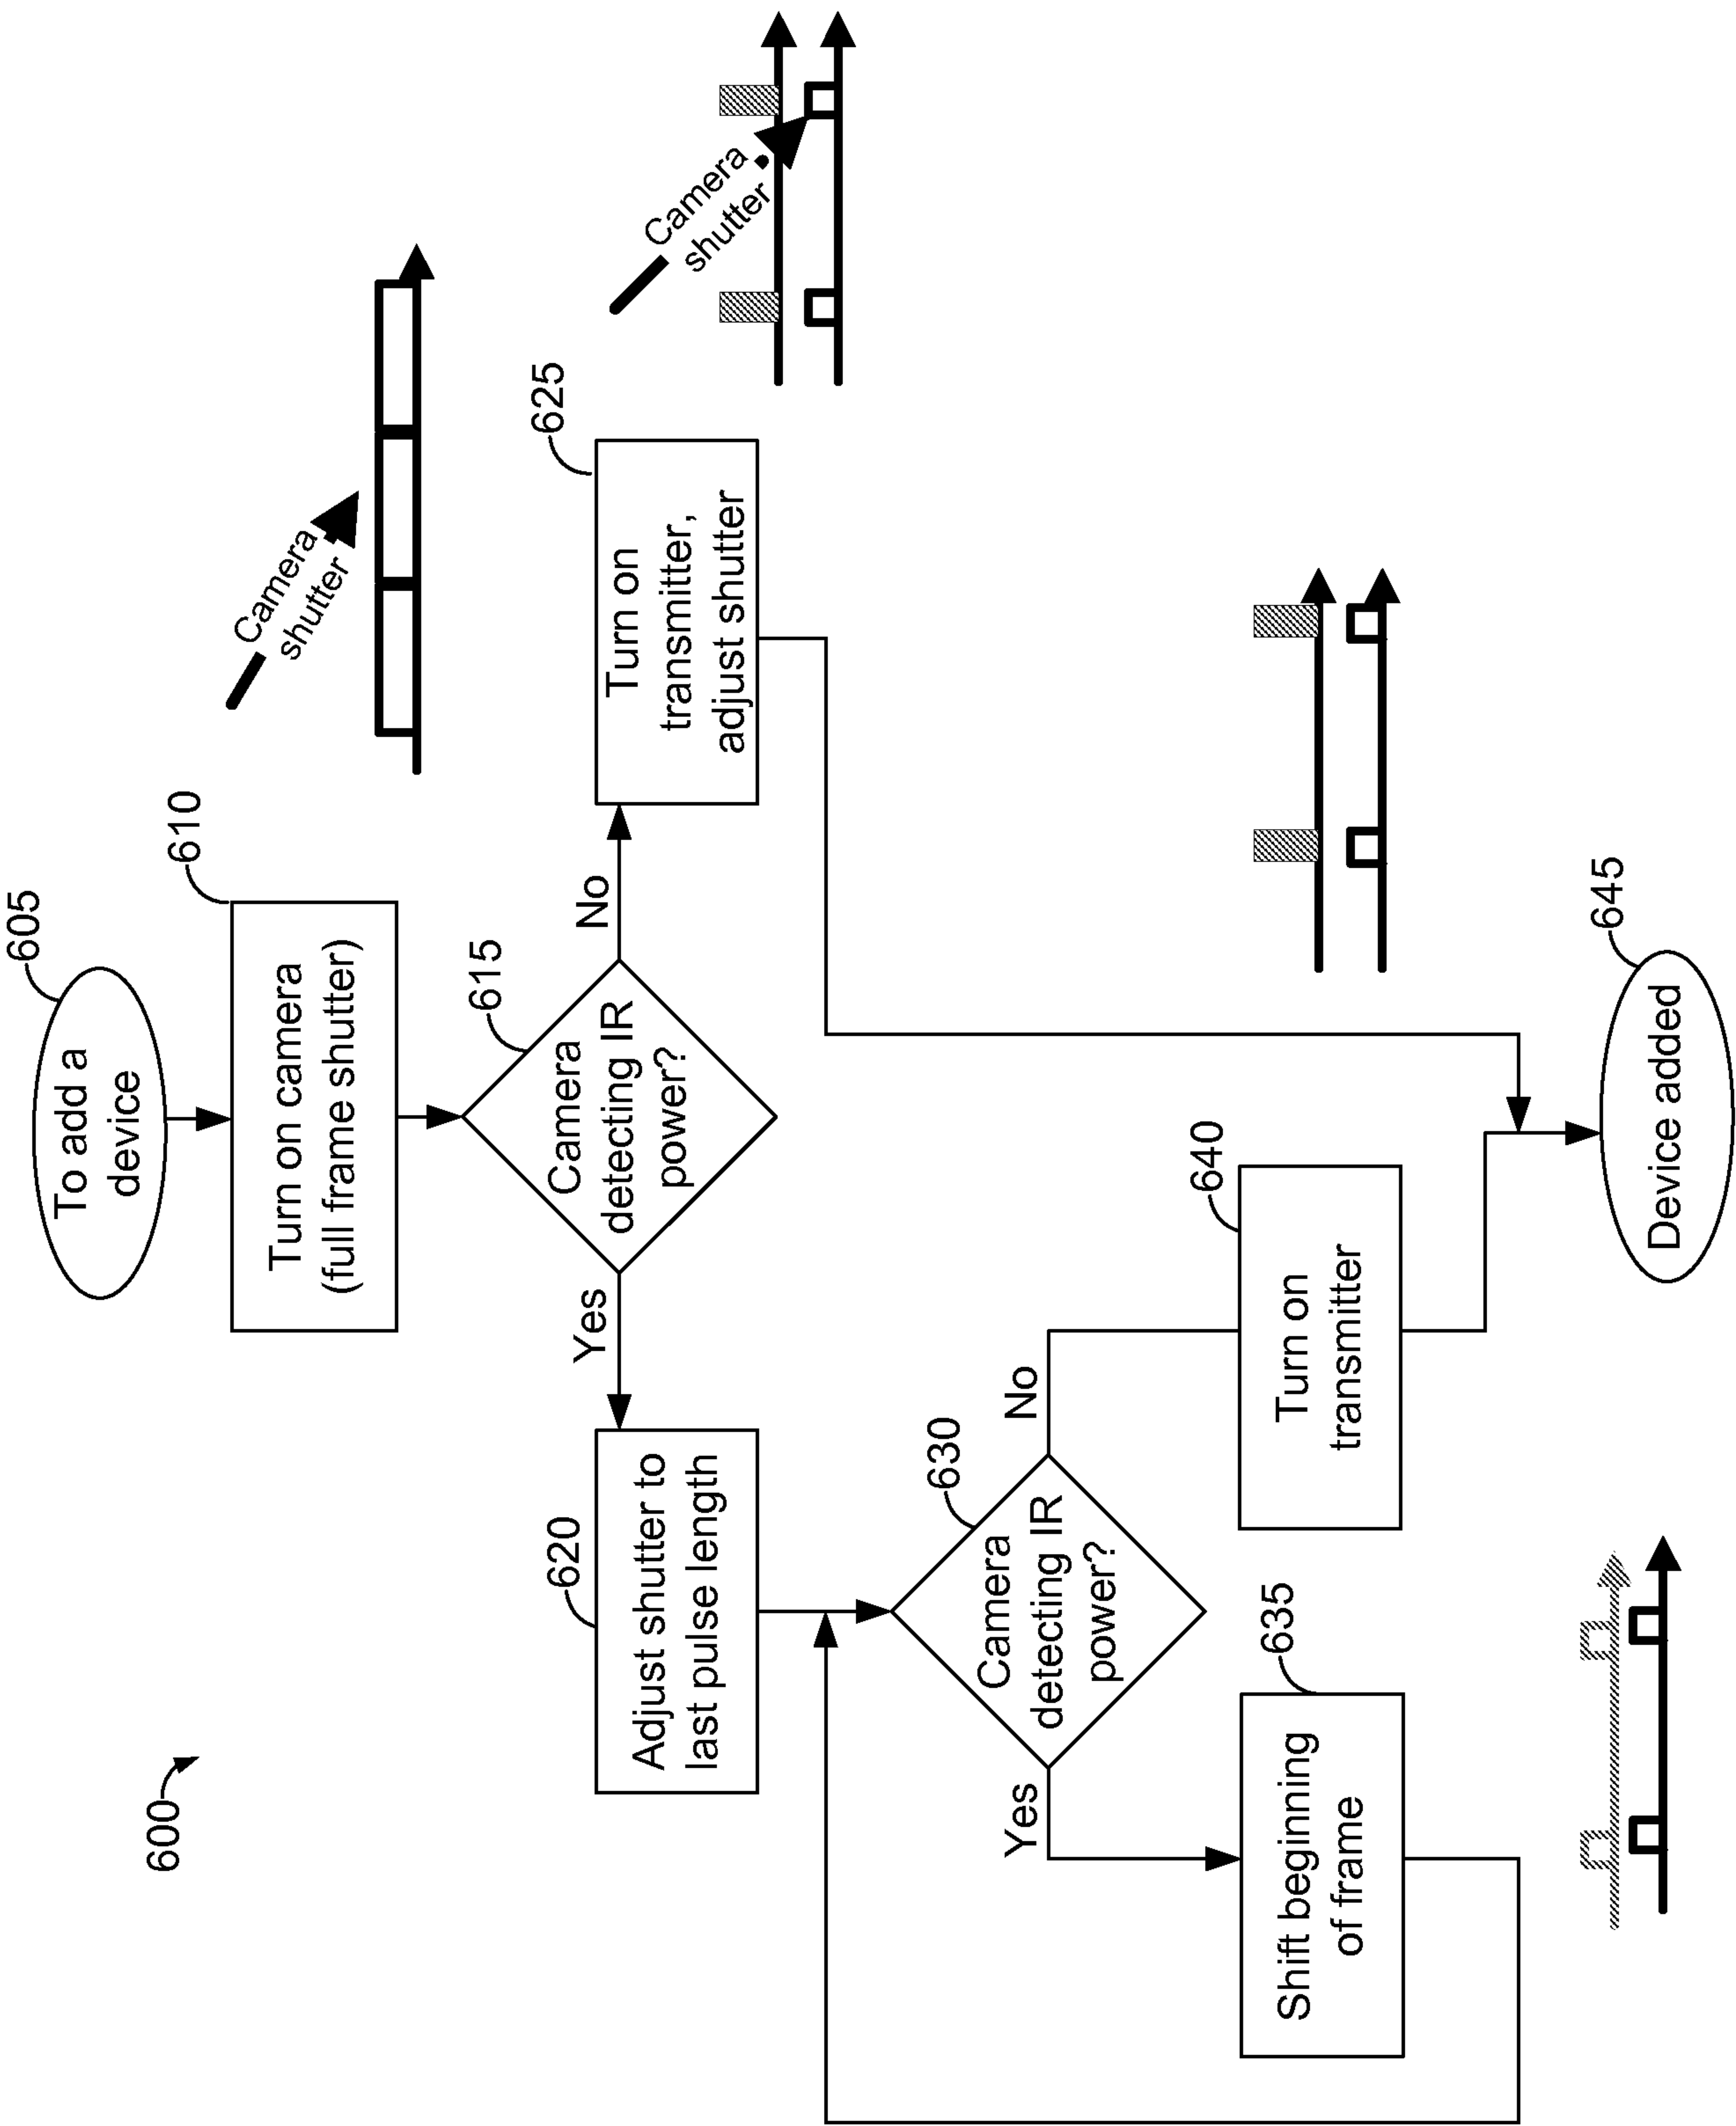 600
605
To add a
device
610
Turn on camera
(full frame shutter)
Camera
shutter
615
Camera
detecting IR
power?
Yes
No
620
Adjust shutter to
last pulse length
625
Turn on
transmitter,
adjust shutter
Camera
shutter
630
Camera
detecting IR
power?
Yes
No
635
Shift beginning
of frame
640
Turn on
transmitter
645
Device added